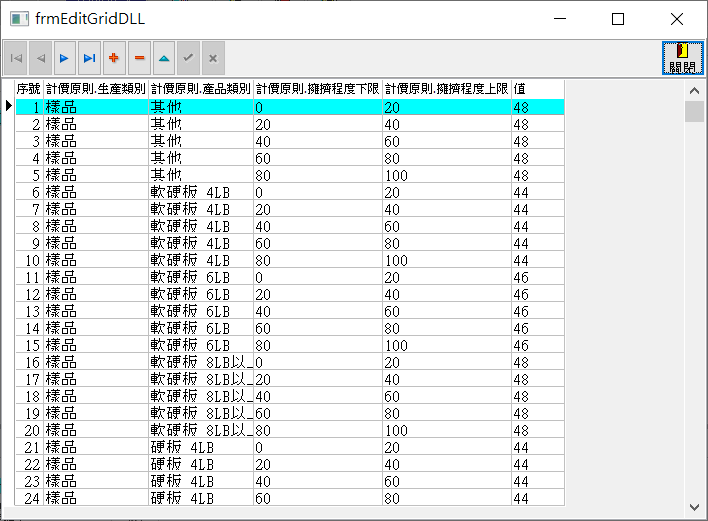 frmEditGridDLL
關閉
序號 計價原則.生產類別 計價原則.產品類別 計價原則.擁擠程度下限 計價原則.擁擠程度上限 值
1 樣品 其他 0 20 48
2 樣品 其他 20 40 48
3 樣品 其他 40 60 48
4 樣品 其他 60 80 48
5 樣品 其他 80 100 48
6 樣品 軟硬板 4LB 0 20 44
7 樣品 軟硬板 4LB 20 40 44
8 樣品 軟硬板 4LB 40 60 44
9 樣品 軟硬板 4LB 60 80 44
10 樣品 軟硬板 4LB 80 100 44
11 樣品 軟硬板 6LB 0 20 46
12 樣品 軟硬板 6LB 20 40 46
13 樣品 軟硬板 6LB 40 60 46
14 樣品 軟硬板 6LB 60 80 46
15 樣品 軟硬板 6LB 80 100 46
16 樣品 軟硬板 8LB以 0 20 48
17 樣品 軟硬板 8LB以 20 40 48
18 樣品 軟硬板 8LB以 40 60 48
19 樣品 軟硬板 8LB以 60 80 48
20 樣品 軟硬板 8LB以 80 100 48
21 樣品 硬板 4LB 0 20 44
22 樣品 硬板 4LB 20 40 44
23 樣品 硬板 4LB 40 60 44
24 樣品 硬板 4LB 60 80 44